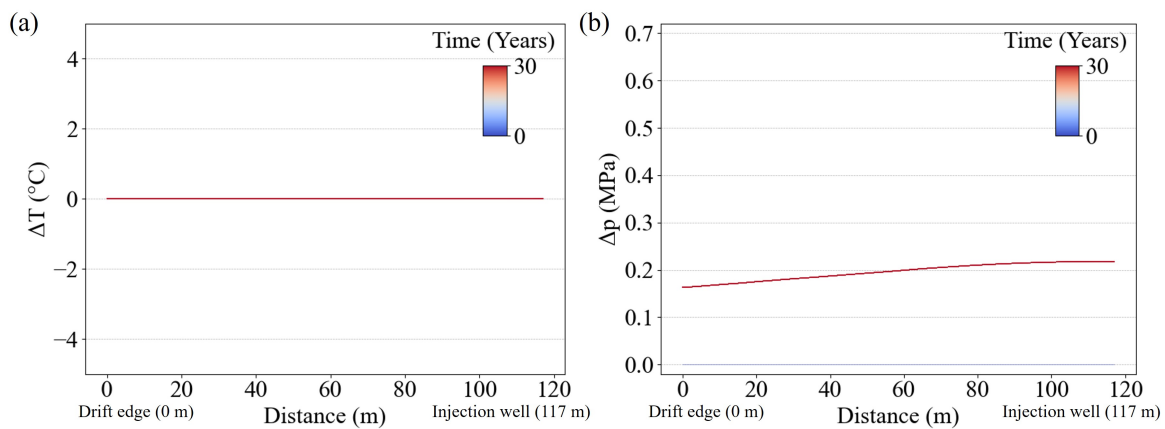 (a)
Time (Years)
30
0
4
2
0
−2
−4
ΔT (°C)
0 20 40 60 80 100 120
Drift edge (0 m) Distance (m) Injection well (117 m)
(b)
Time (Years)
30
0
0.7
0.6
0.5
0.4
0.3
0.2
0.1
0.0
Δp (MPa)
0 20 40 60 80 100 120
Drift edge (0 m) Distance (m) Injection well (117 m)